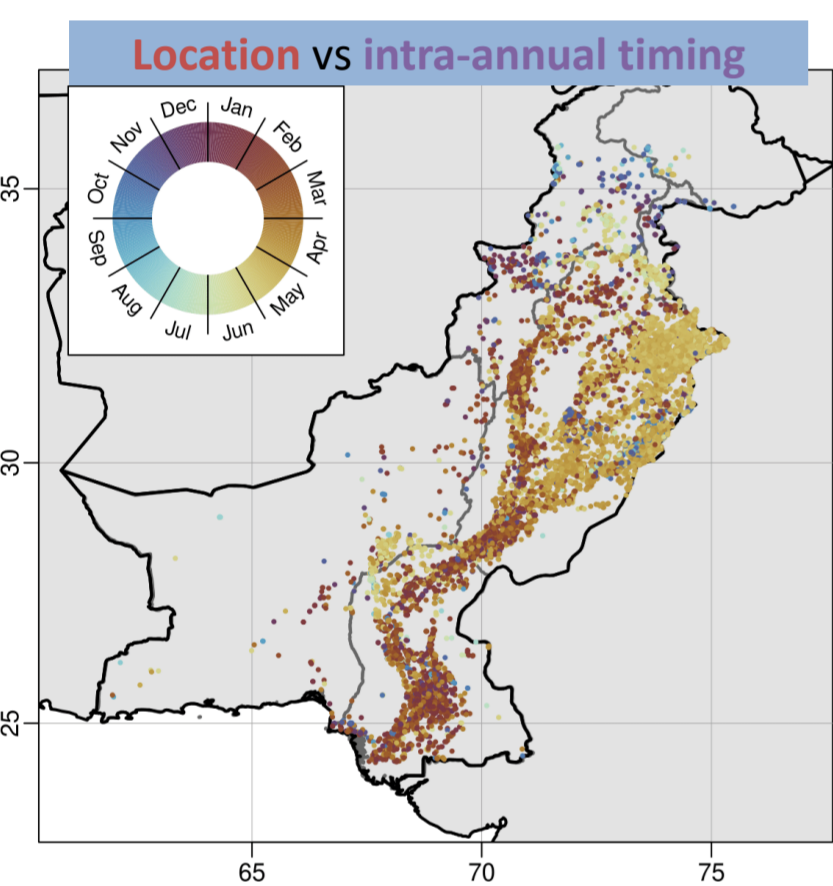 Location vs intra-annual timing
Dec
Jan
Nov
Feb
Oct
Mar
Sep
Apr
Aug
May
Jul
Jun
35
30
25
65
70
75